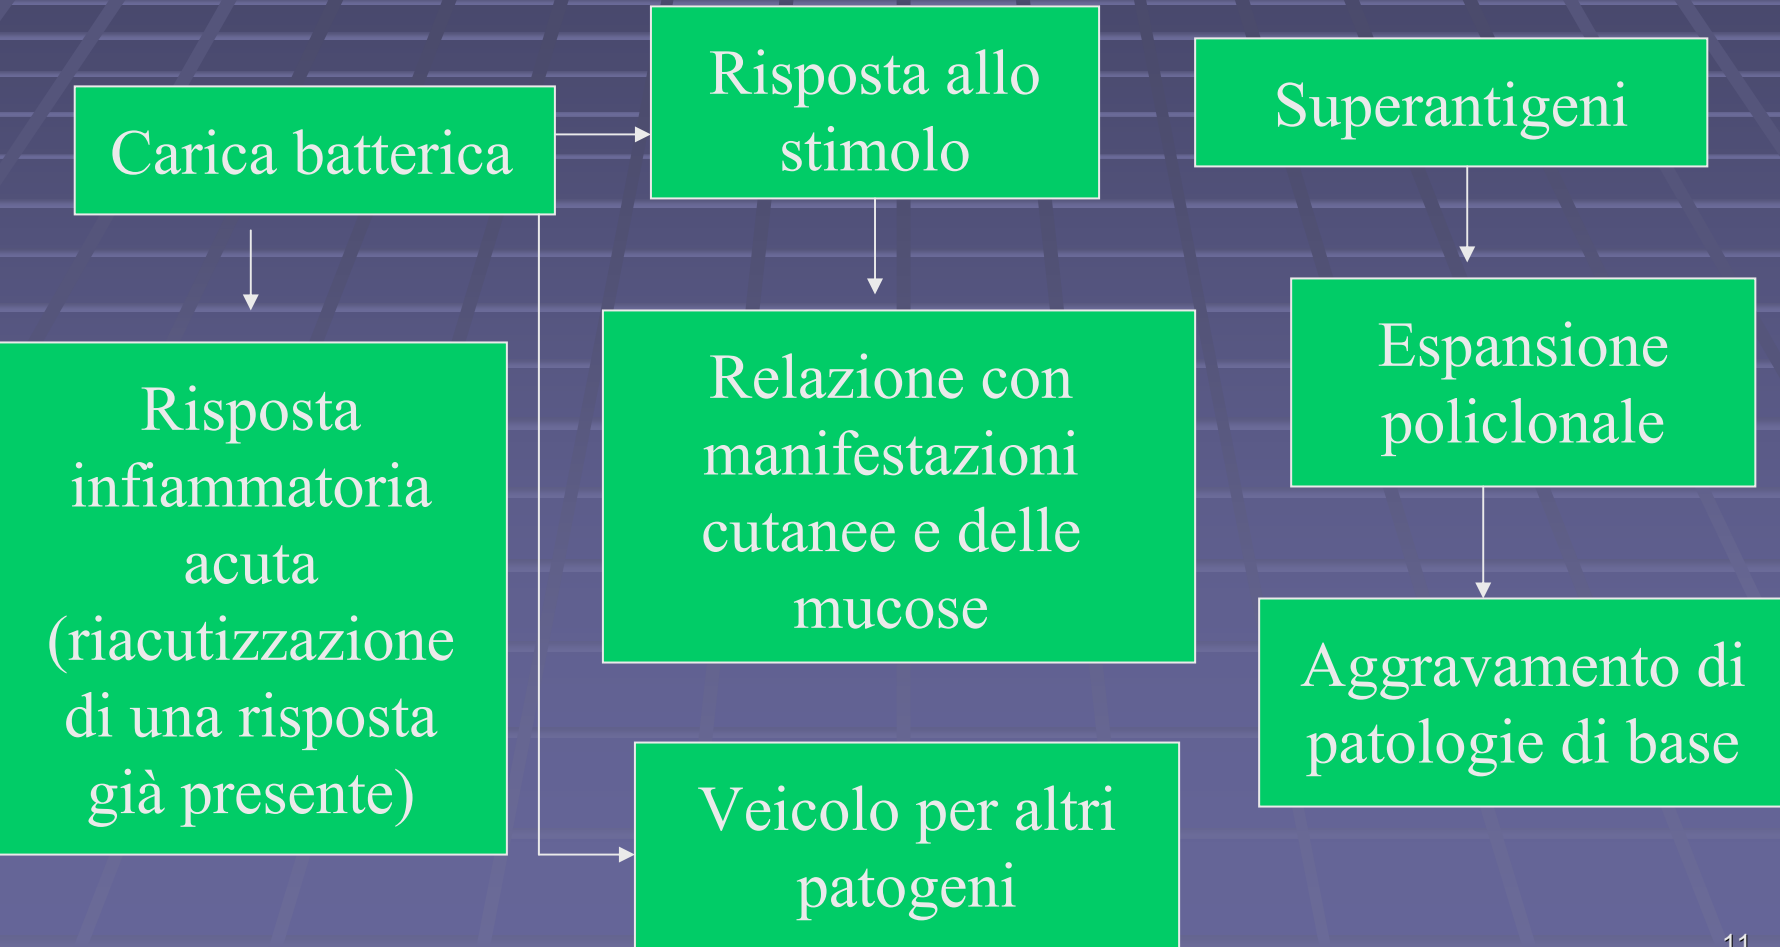 Carica batterica
Risposta allo
stimolo
Superantigeni
Risposta
infiammatoria
acuta
(riacutizzazione
di una risposta
già presente)
Relazione con
manifestazioni
cutanee e delle
mucose
Espansione
policlonale
Veicolo per altri
patogeni
Aggravamento di
patologie di base
11